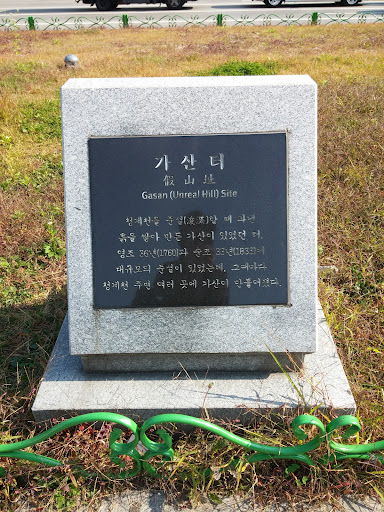 가산 터
假山址
Gasan (Unreal Hill) Site
청계천을 준설(浚渫)할 때 파낸
흙을 쌓아 만든 가산이 있었던 터.
영조 36년(1760)과 순조 33년(1833)에
대규모의 준설이 있었는데, 그때마다
청계천 주변 여러 곳에 가산이 만들어졌다.